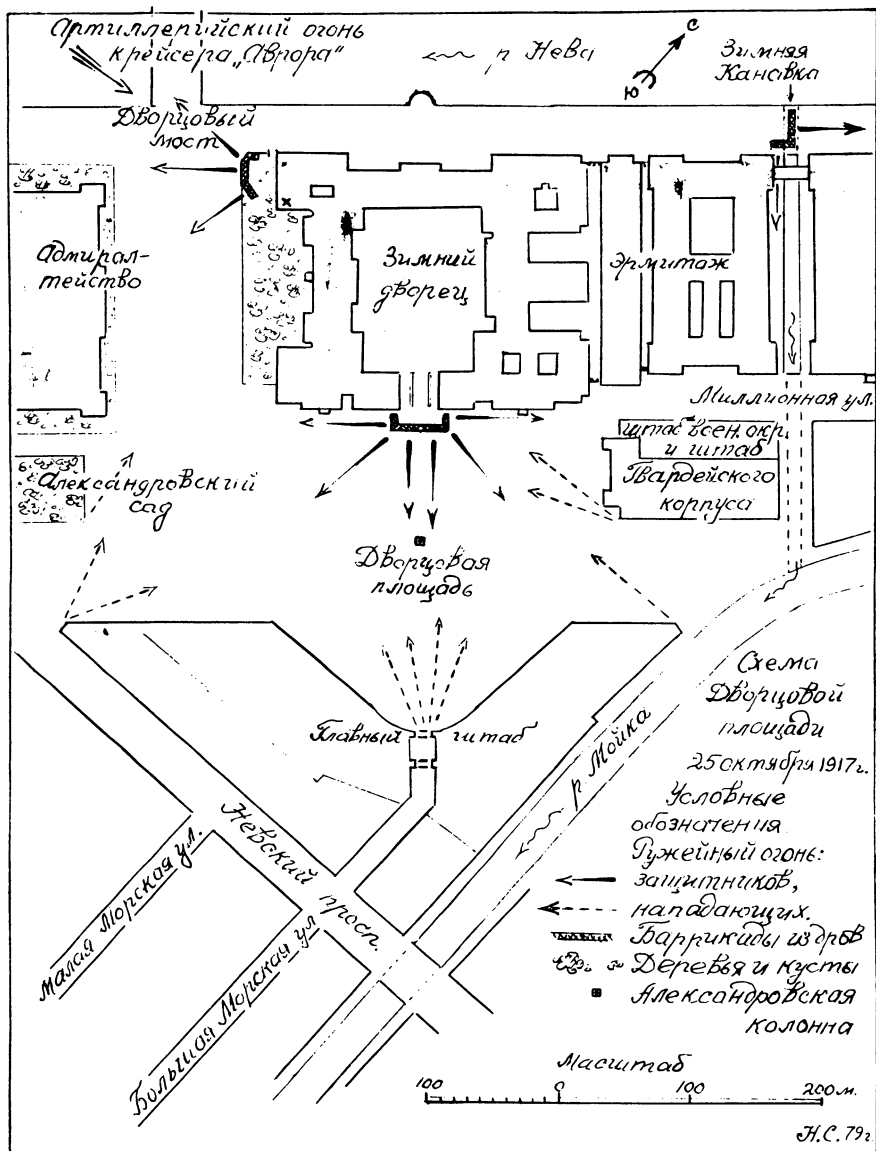 Артиллерийский огонь
крейсера „Аврора"
р Нева
С
Ю
Зимняя
Канавка
Дворцовый
мост
Адмирал-
тейство
Зимний
дворец
Эрмитаж
Миллионная ул.
штаб воен. окр.
и штаб
Гвардейского
корпуса
Александровский
сад
Дворцовая
площадь
Главный штаб
р Мойка
Невский просп.
Малая Морская ул.
Большая Морская ул
Схема
Дворцовой
площади
25 октября 1917г.
Условные
обозначения
Ружейный огонь:
защитников,
нападающих.
Баррикады из дров
Деревья и кусты
Александровская
колонна
Масштаб
100 0 100 200 м.
Н.С. 79г.